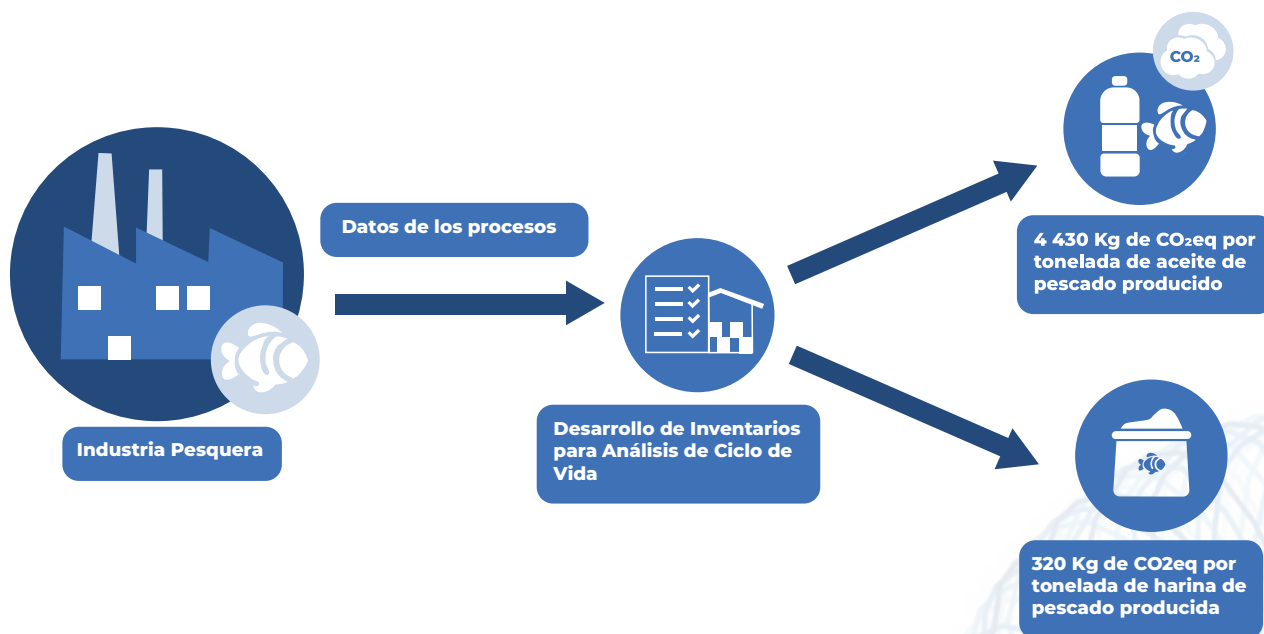 CO₂
Datos de los procesos
4 430 Kg de CO₂eq por
tonelada de aceite de
pescado producido
Industria Pesquera
Desarrollo de Inventarios
para Análisis de Ciclo de
Vida
320 Kg de CO2eq por
tonelada de harina de
pescado producida